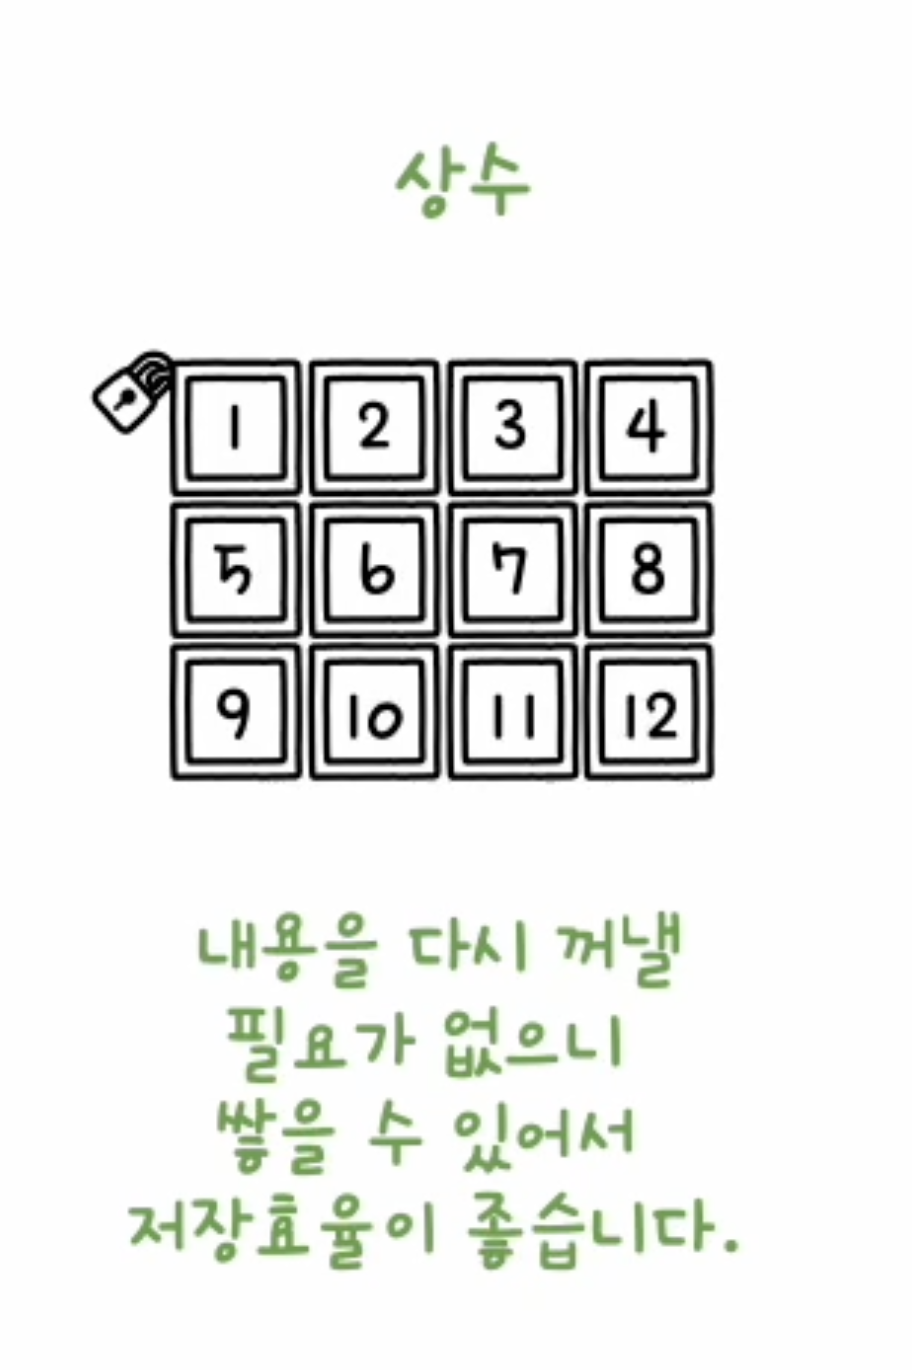 상수
1 2 3 4
5 6 7 8
9 10 11 12
내용을 다시 꺼낼
필요가 없으니
쌓을 수 있어서
저장효율이 좋습니다.